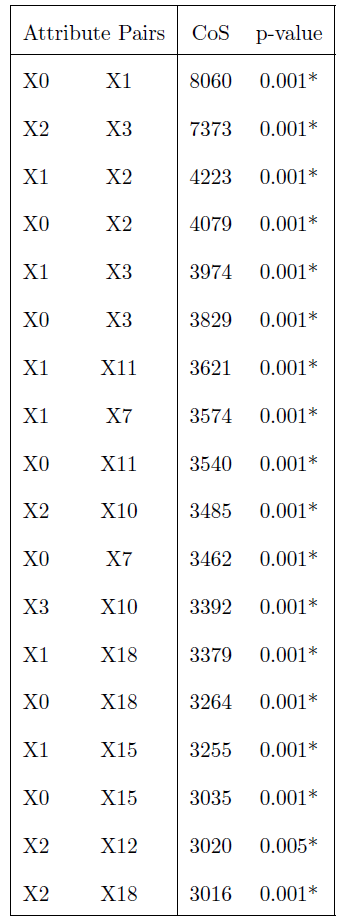 Attribute Pairs CoS p-value
X0 X1 8060 0.001*
X2 X3 7373 0.001*
X1 X2 4223 0.001*
X0 X2 4079 0.001*
X1 X3 3974 0.001*
X0 X3 3829 0.001*
X1 X11 3621 0.001*
X1 X7 3574 0.001*
X0 X11 3540 0.001*
X2 X10 3485 0.001*
X0 X7 3462 0.001*
X3 X10 3392 0.001*
X1 X18 3379 0.001*
X0 X18 3264 0.001*
X1 X15 3255 0.001*
X0 X15 3035 0.001*
X2 X12 3020 0.005*
X2 X18 3016 0.001*